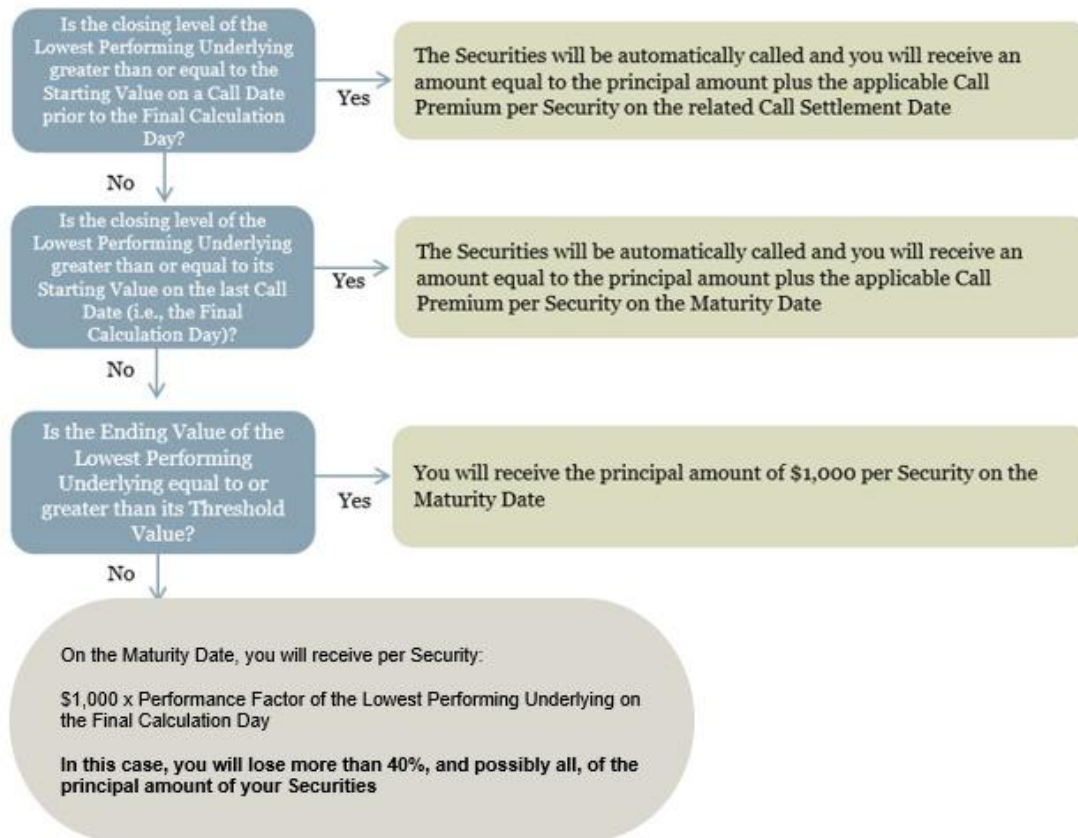 Is the closing level of the
Lowest Performing Underlying
greater than or equal to the
Starting Value on a Call Date
prior to the Final Calculation
Day?
Yes
The Securities will be automatically called and you will receive an
amount equal to the principal amount plus the applicable Call
Premium per Security on the related Call Settlement Date
No
Is the closing level of the
Lowest Performing Underlying
greater than or equal to its
Starting Value on the last Call
Date (i.e., the Final
Calculation Day)?
Yes
The Securities will be automatically called and you will receive an
amount equal to the principal amount plus the applicable Call
Premium per Security on the Maturity Date
No
Is the Ending Value of the
Lowest Performing
Underlying equal to or
greater than its Threshold
Value?
Yes
You will receive the principal amount of $1,000 per Security on the
Maturity Date
No
On the Maturity Date, you will receive per Security:
$1,000 x Performance Factor of the Lowest Performing Underlying on
the Final Calculation Day
In this case, you will lose more than 40%, and possibly all, of the
principal amount of your Securities